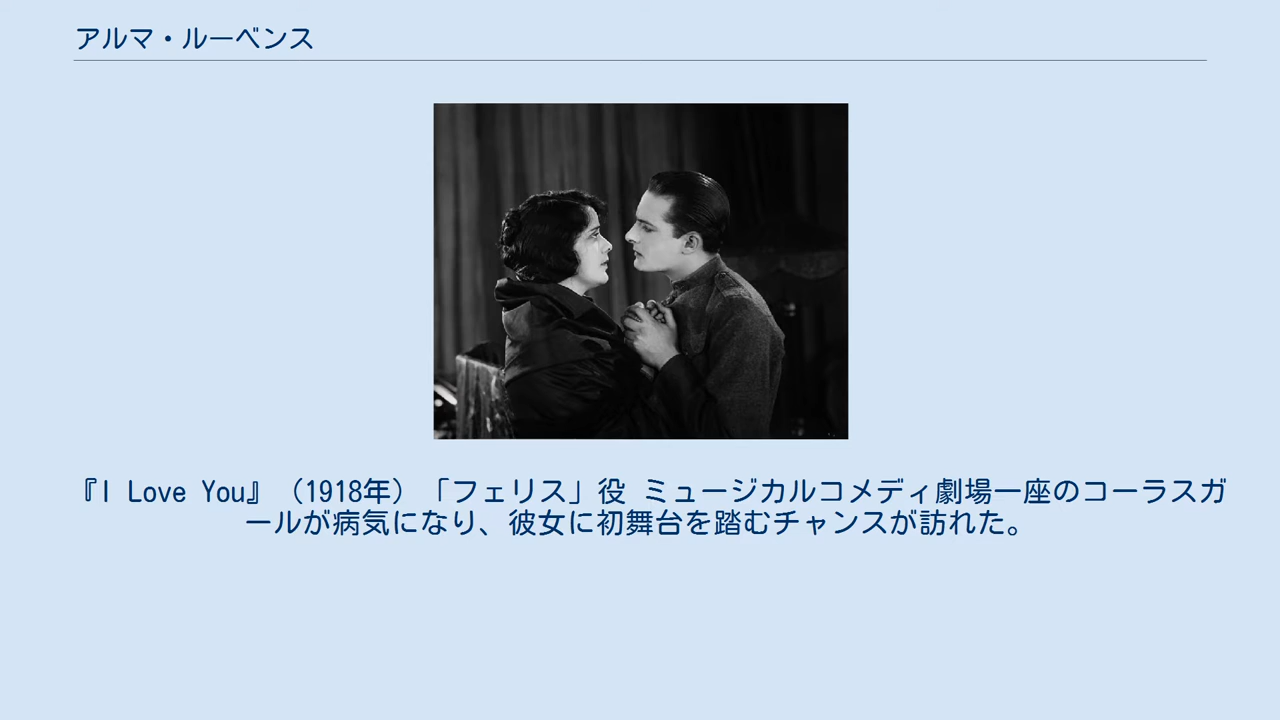 アルマ・ルーベンス
『I Love You』（1918年）「フェリス」役 ミュージカルコメディ劇場一座のコーラスガ
ールが病気になり、彼女に初舞台を踏むチャンスが訪れた。